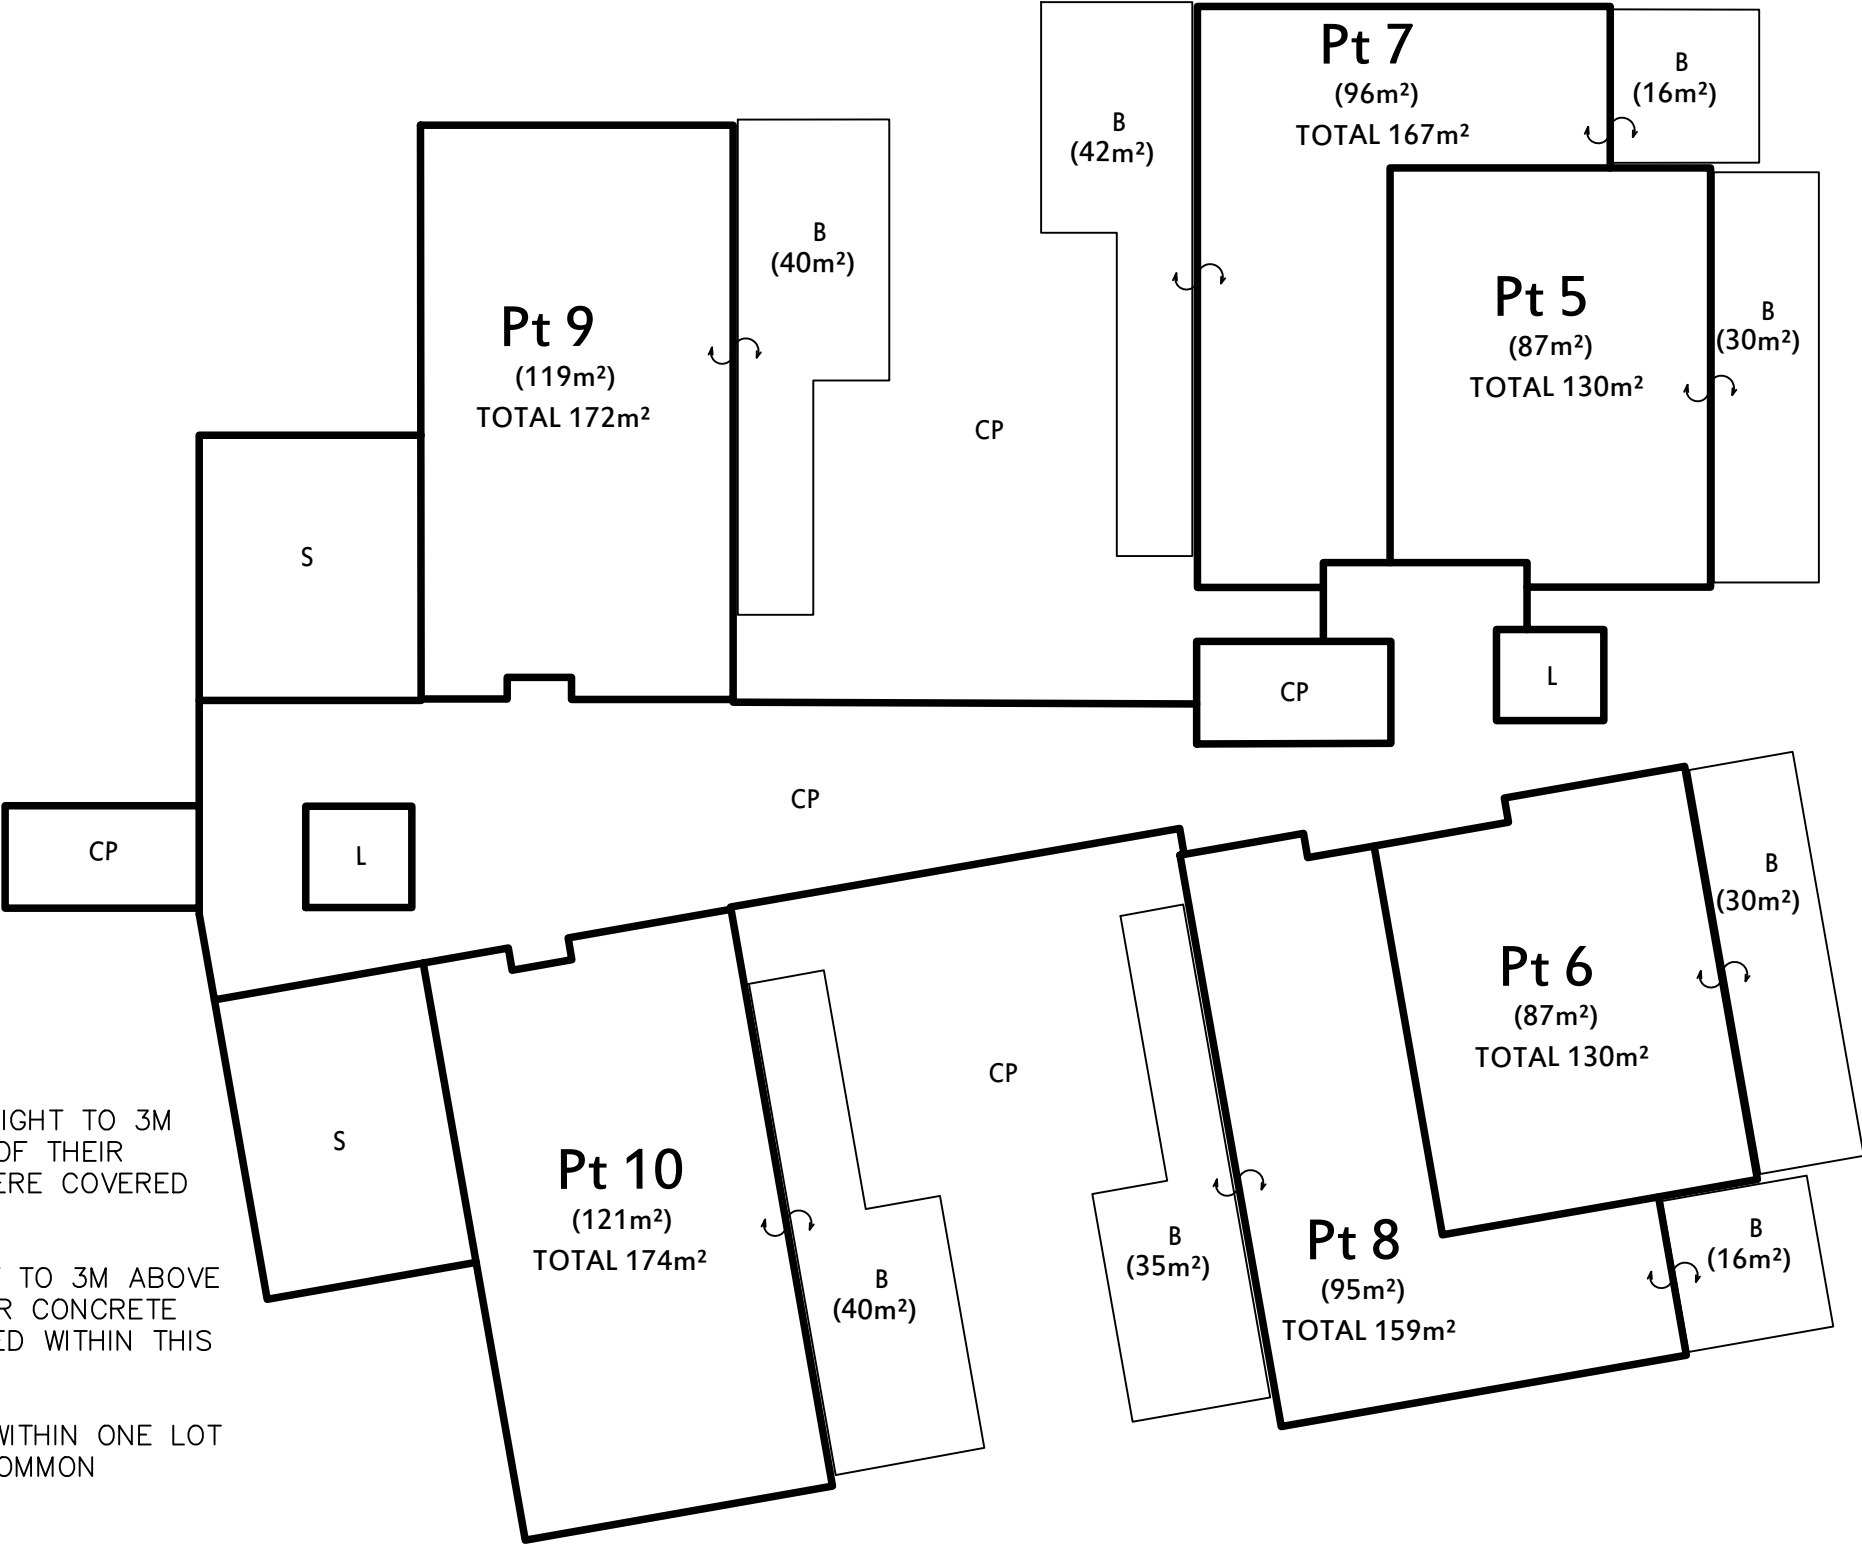 Pt 7
(96m²)
TOTAL 167m²
B
(16m²)
B
(42m²)
B
(40m²)
Pt 9
(119m²)
TOTAL 172m²
Pt 5
(87m²)
TOTAL 130m²
B
(30m²)
CP
S
CP
L
CP
CP
L
B
(30m²)
Pt 6
(87m²)
TOTAL 130m²
CP
S
Pt 10
(121m²)
TOTAL 174m²
B
(40m²)
B
(35m²)
Pt 8
(95m²)
TOTAL 159m²
B
(16m²)
IGHT TO 3M
OF THEIR
ERE COVERED
TO 3M ABOVE
R CONCRETE
ED WITHIN THIS
WITHIN ONE LOT
OMMON